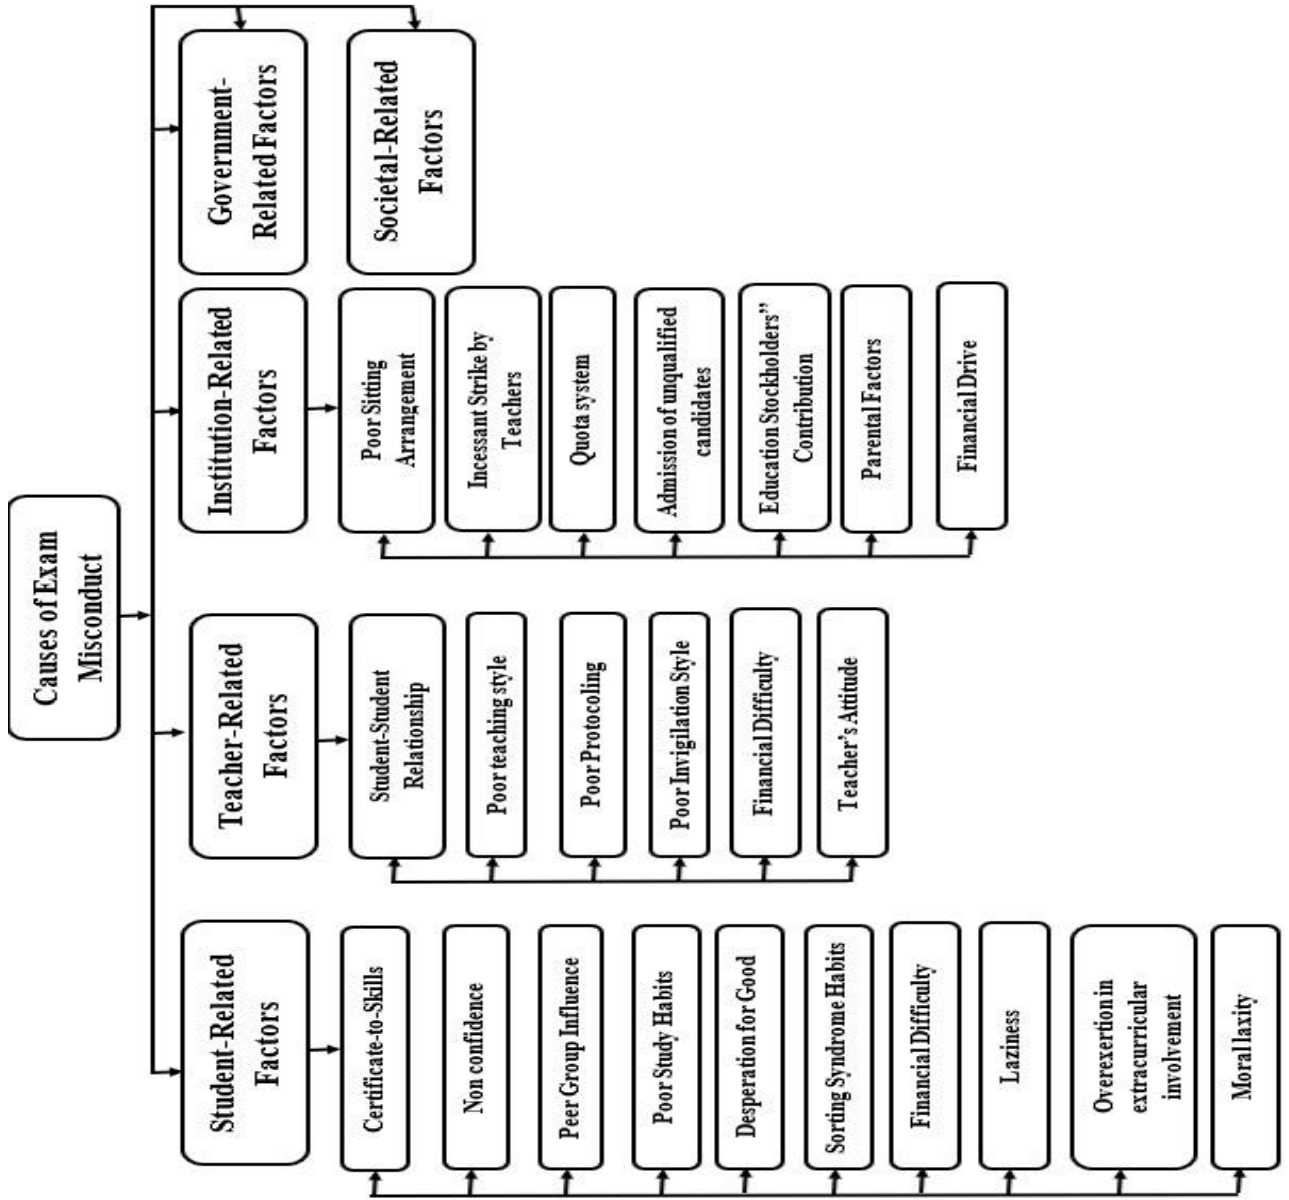 Causes of Exam
Misconduct
Student-Related
Factors
Certificate-to-Skills
Non confidence
Peer Group Influence
Poor Study Habits
Desperation for Good
Sorting Syndrome Habits
Financial Difficulty
Laziness
Overexertion in
extracurricular
involvement
Moral laxity
Teacher-Related
Factors
Student-Student
Relationship
Poor teaching style
Poor Protocoling
Poor Invigilation Style
Financial Difficulty
Teacher's Attitude
Institution-Related
Factors
Poor Sitting
Arrangement
Incessant Strike by
Teachers
Quota system
Admission of unqualified
candidates
Education Stockholders”
Contribution
Parental Factors
Financial Drive
Government-
Related Factors
Societal-Related
Factors